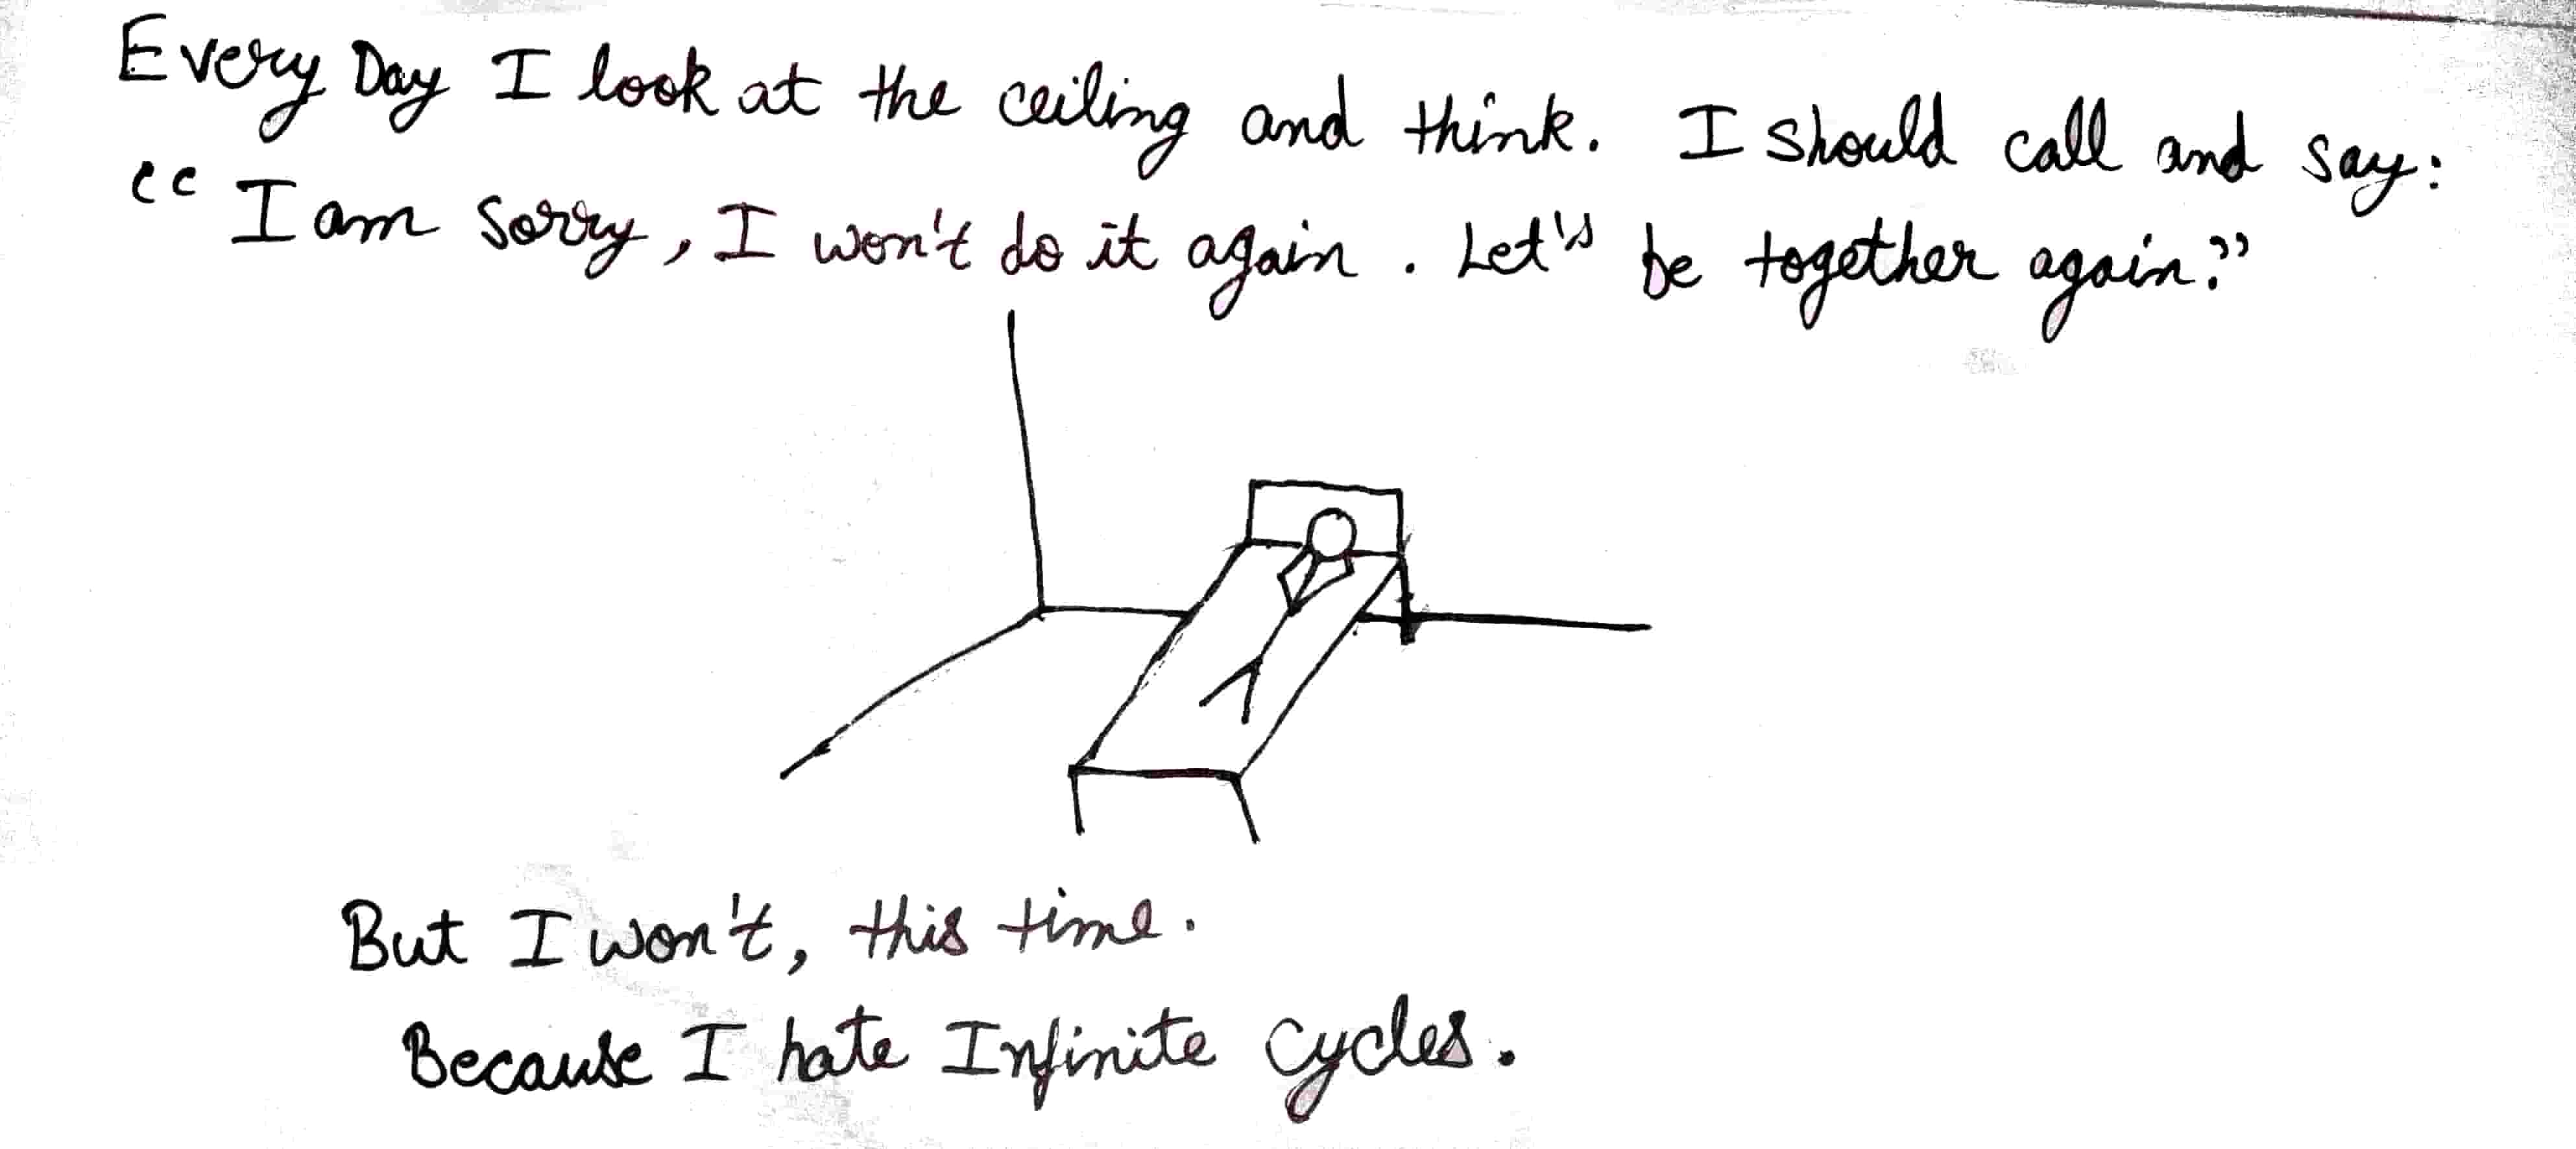 Every Day I look at the ceiling and think. I should call and say:
“I am sorry, I won't do it again. Let's be together again?”
But I won't, this time.
Because I hate Infinite cycles.